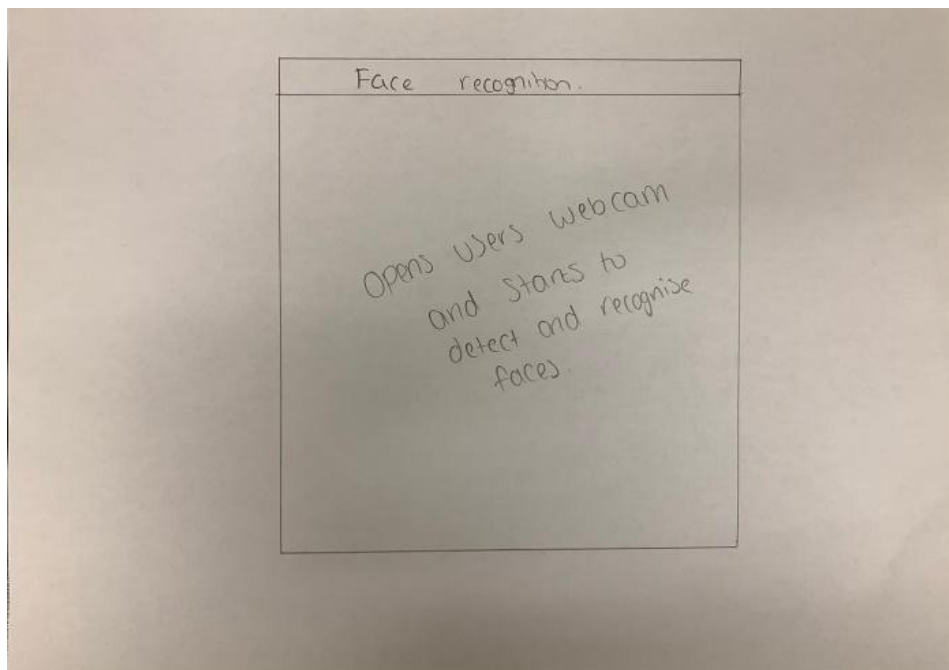 Face recognition.
Opens users webcam
and starts to
detect and recognise
faces.